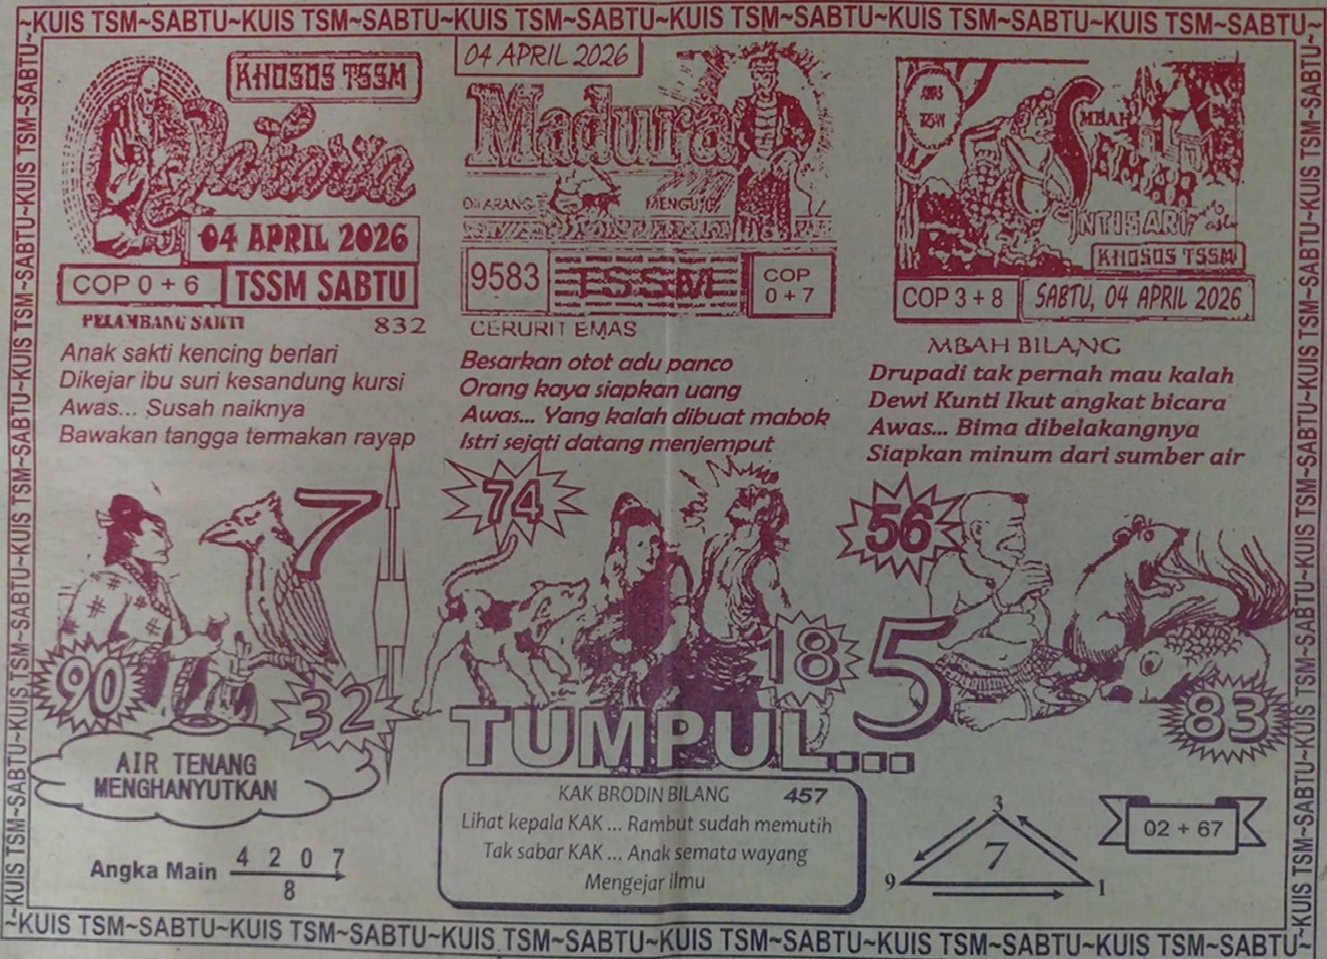 ~KUIS TSM~SABTU~KUIS TSM~SABTU~KUIS TSM~SABTU~KUIS TSM~SABTU~KUIS TSM~SABTU~KUIS TSM~SABTU~
KHOSOS TSSM
04 APRIL 2026
COP 0 + 6
TSSM SABTU
PELAMBANG SAKTI 832
Anak sakti kencing berlari
Dikejar ibu suri kesandung kursi
Awas... Susah naiknya
Bawakan tangga termakan rayap
7
90
32
AIR TENANG
MENGHANYUTKAN
Angka Main 4 2 0 7
8
04 APRIL 2026
Madura
DILARANG MENGUTIP
9583
TSSM
COP
0 + 7
CERURIT EMAS
Besarkan otot adu panco
Orang kaya siapkan uang
Awas... Yang kalah dibuat mabok
Istri sejati datang menjemput
74
18
TUMPUL...
KAK BRODIN BILANG 457
Lihat kepala KAK ... Rambut sudah memutih
Tak sabar KAK ... Anak semata wayang
Mengejar ilmu
MBAH
SEMAR
INTISARI
KHOSOS TSSM
COP 3 + 8
SABTU, 04 APRIL 2026
MBAH BILANG
Drupadi tak pernah mau kalah
Dewi Kunti Ikut angkat bicara
Awas... Bima dibelakangnya
Siapkan minum dari sumber air
56
5
83
3
7
9
1
02 + 67
~KUIS TSM~SABTU~KUIS TSM~SABTU~KUIS TSM~SABTU~KUIS TSM~SABTU~KUIS TSM~SABTU~KUIS TSM~SABTU~